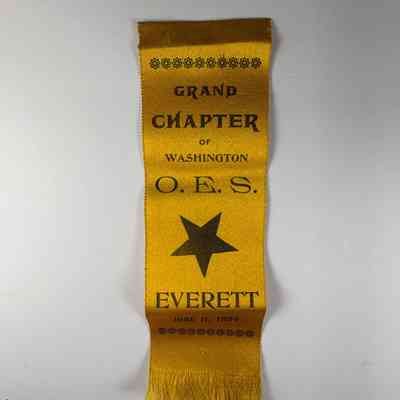 GRAND
CHAPTER
OF
WASHINGTON
O. E. S.
EVERETT
JUNE 11,